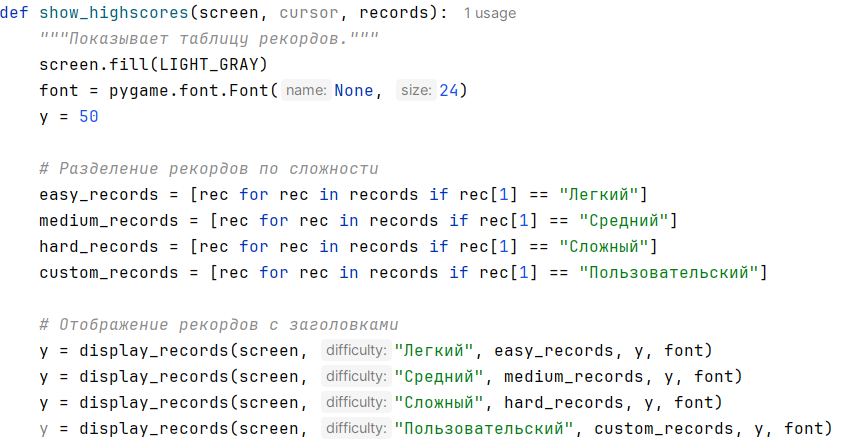 def show_highscores(screen, cursor, records): 1 usage
    """Показывает таблицу рекордов."""
    screen.fill(LIGHT_GRAY)
    font = pygame.font.Font( name: None, size: 24)
    y = 50
    # Разделение рекордов по сложности
    easy_records = [rec for rec in records if rec[1] == "Легкий"]
    medium_records = [rec for rec in records if rec[1] == "Средний"]
    hard_records = [rec for rec in records if rec[1] == "Сложный"]
    custom_records = [rec for rec in records if rec[1] == "Пользовательский"]
    # Отображение рекордов с заголовками
    y = display_records(screen, difficulty: "Легкий", easy_records, y, font)
    y = display_records(screen, difficulty: "Средний", medium_records, y, font)
    y = display_records(screen, difficulty: "Сложный", hard_records, y, font)
    y = display_records(screen, difficulty: "Пользовательский", custom_records, y, font)